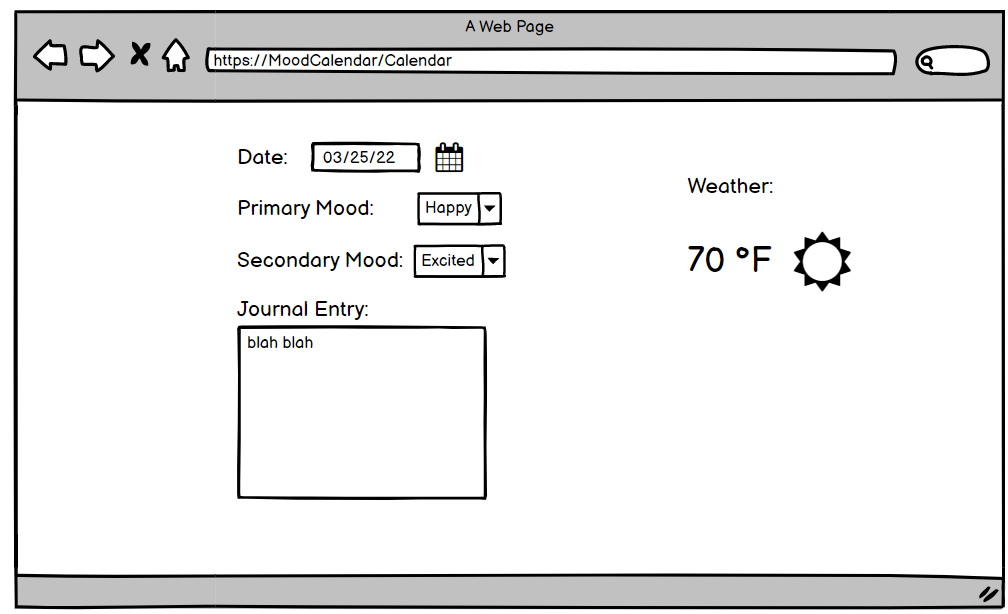 A Web Page
https://MoodCalendar/Calendar
Date: 03/25/22
Primary Mood: Happy
Secondary Mood: Excited
Journal Entry:
blah blah
Weather:
70 °F